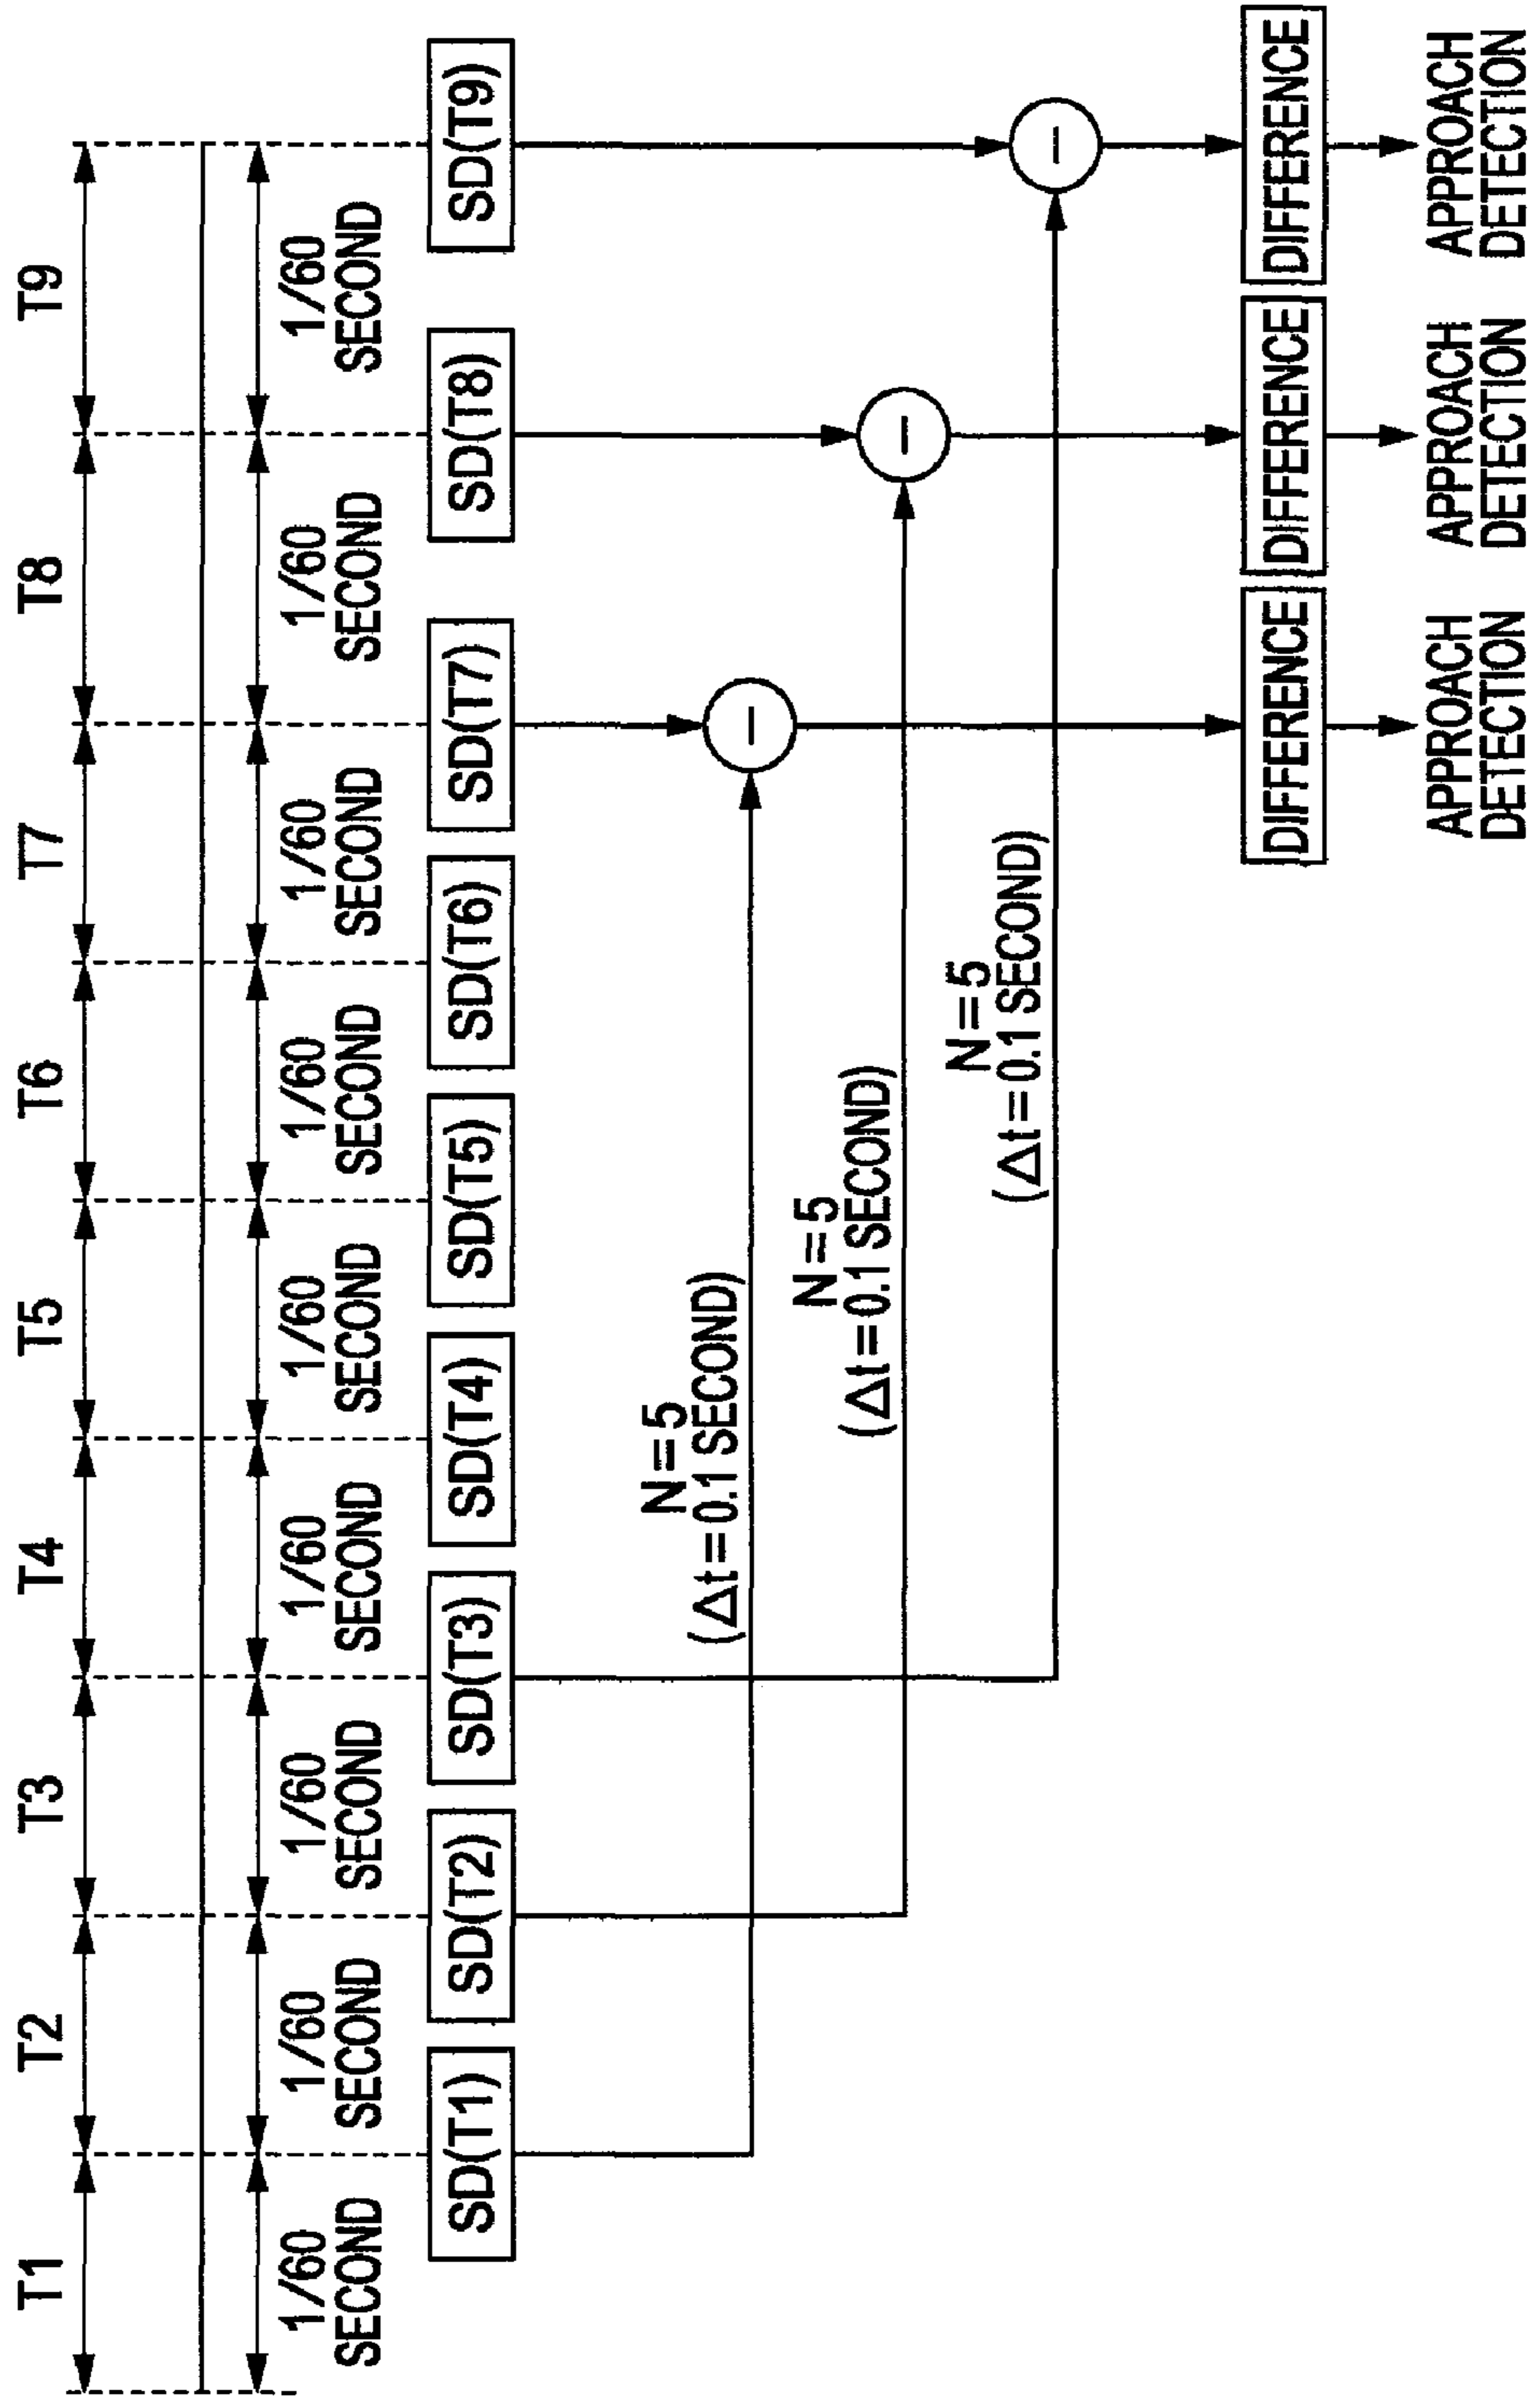 T1 T2 T3 T4 T5 T6 T7 T8 T9
1/60 1/60 1/60 1/60 1/60 1/60 1/60 1/60 1/60
SECOND SECOND SECOND SECOND SECOND SECOND SECOND SECOND SECOND
SD(T1) SD(T2) SD(T3) SD(T4) SD(T5) SD(T6) SD(T7) SD(T8) SD(T9)
N=5
(Δt=0.1 SECOND)
−
N=5
(Δt=0.1 SECOND)
−
N=5
(Δt=0.1 SECOND)
−
DIFFERENCE DIFFERENCE DIFFERENCE
APPROACH APPROACH APPROACH
DETECTION DETECTION DETECTION